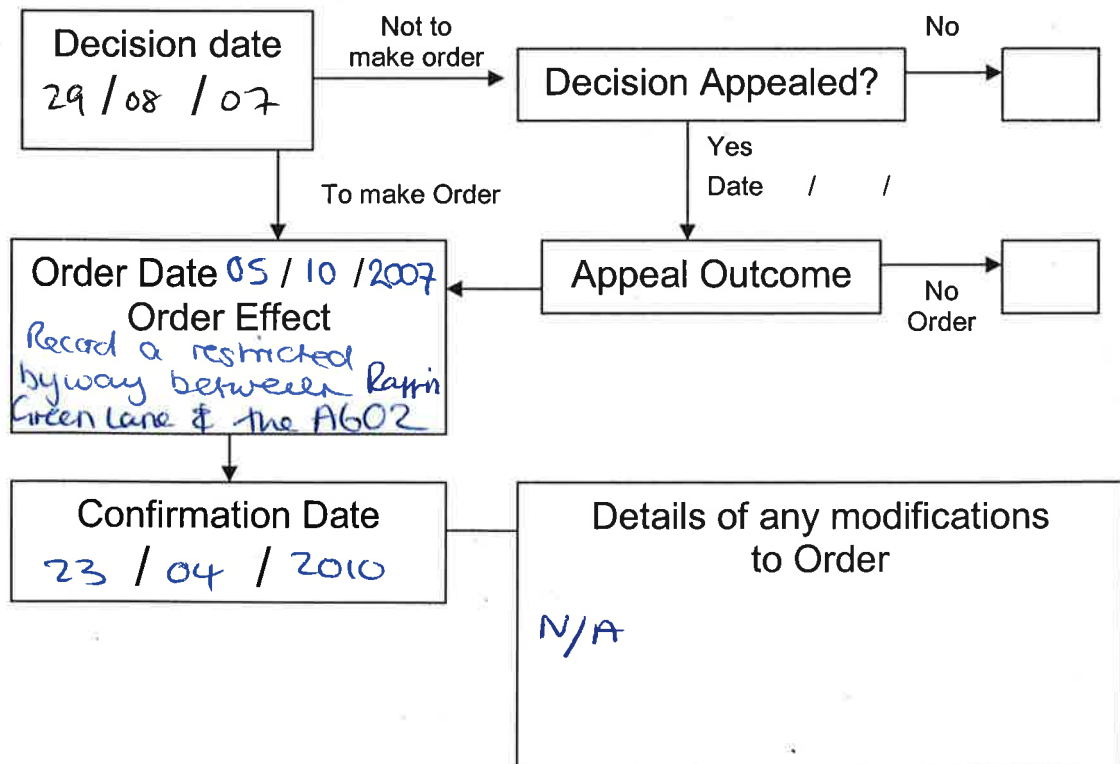 Decision date
29 / 08 / 07
Not to
make order
Decision Appealed?
No
Yes
Date / /
To make Order
Order Date 05 / 10 / 2007
Order Effect
Record a restricted
byway between Raffin
Green Lane & the A602
Appeal Outcome
No
Order
Confirmation Date
23 / 04 / 2010
Details of any modifications
to Order
N/A